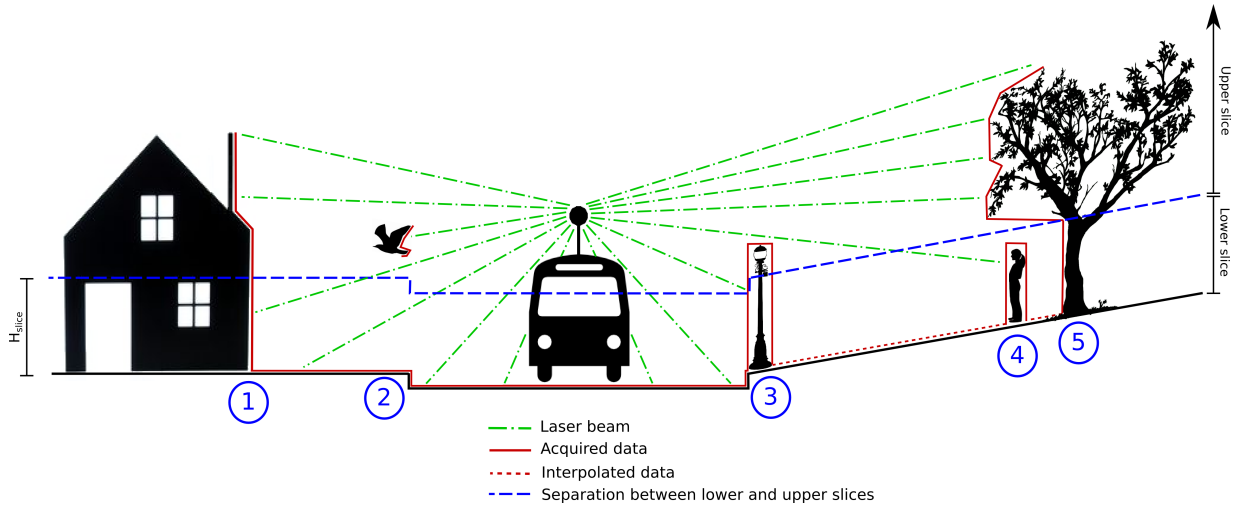 Upper slice
Lower slice
Hslice
1
2
3
4
5
Laser beam
Acquired data
Interpolated data
Separation between lower and upper slices